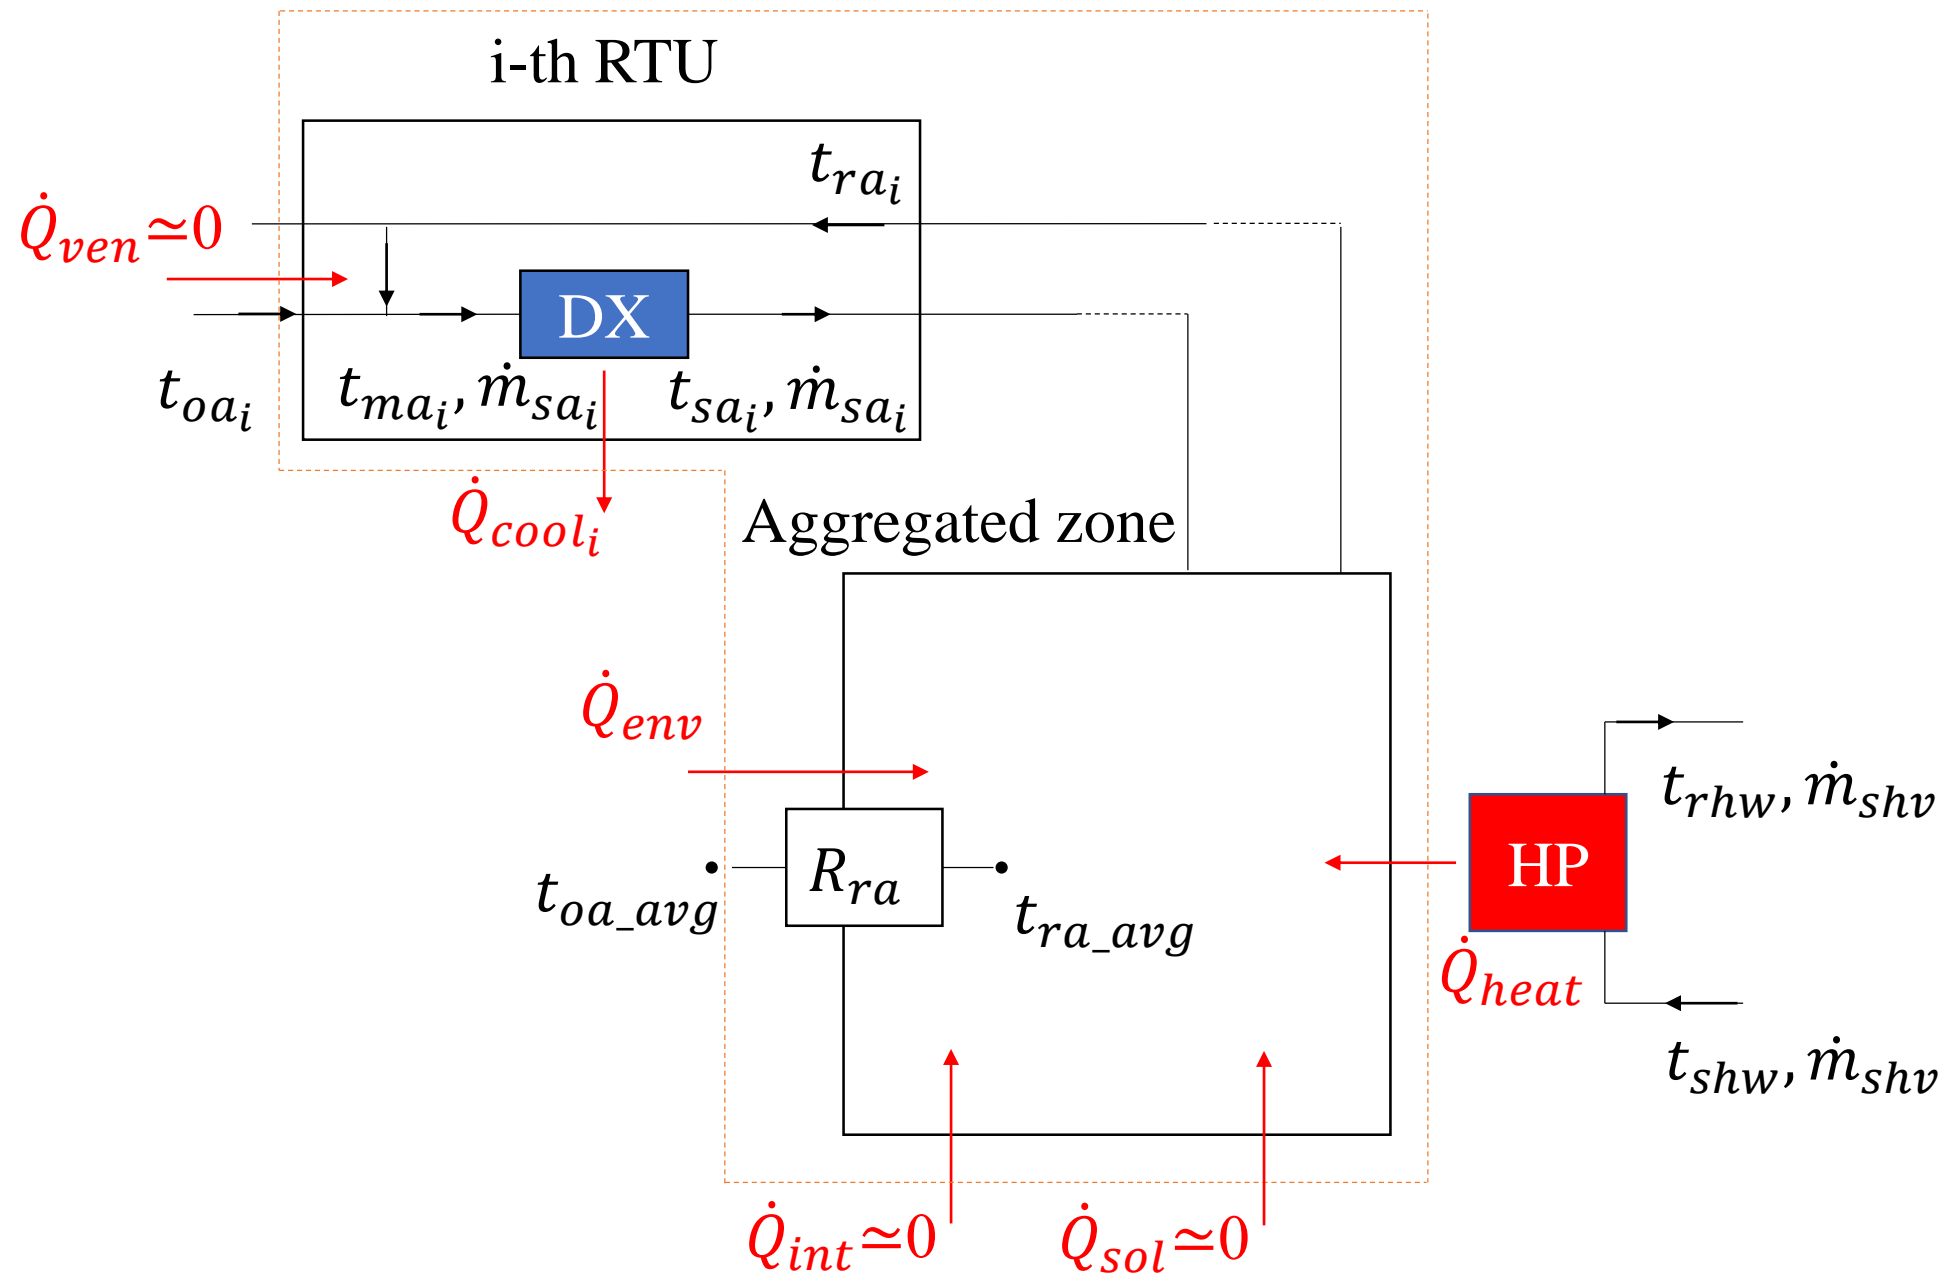 i-th RTU
t_{ra_i}
Q̇_{ven}≃0
DX
t_{oa_i}
t_{ma_i}, ṁ_{sa_i}
t_{sa_i}, ṁ_{sa_i}
Q̇_{cool_i}
Aggregated zone
Q̇_{env}
t_{rhw}, ṁ_{shv}
R_{ra}
HP
t_{oa_avg}
t_{ra_avg}
Q̇_{heat}
t_{shw}, ṁ_{shv}
Q̇_{int}≃0
Q̇_{sol}≃0